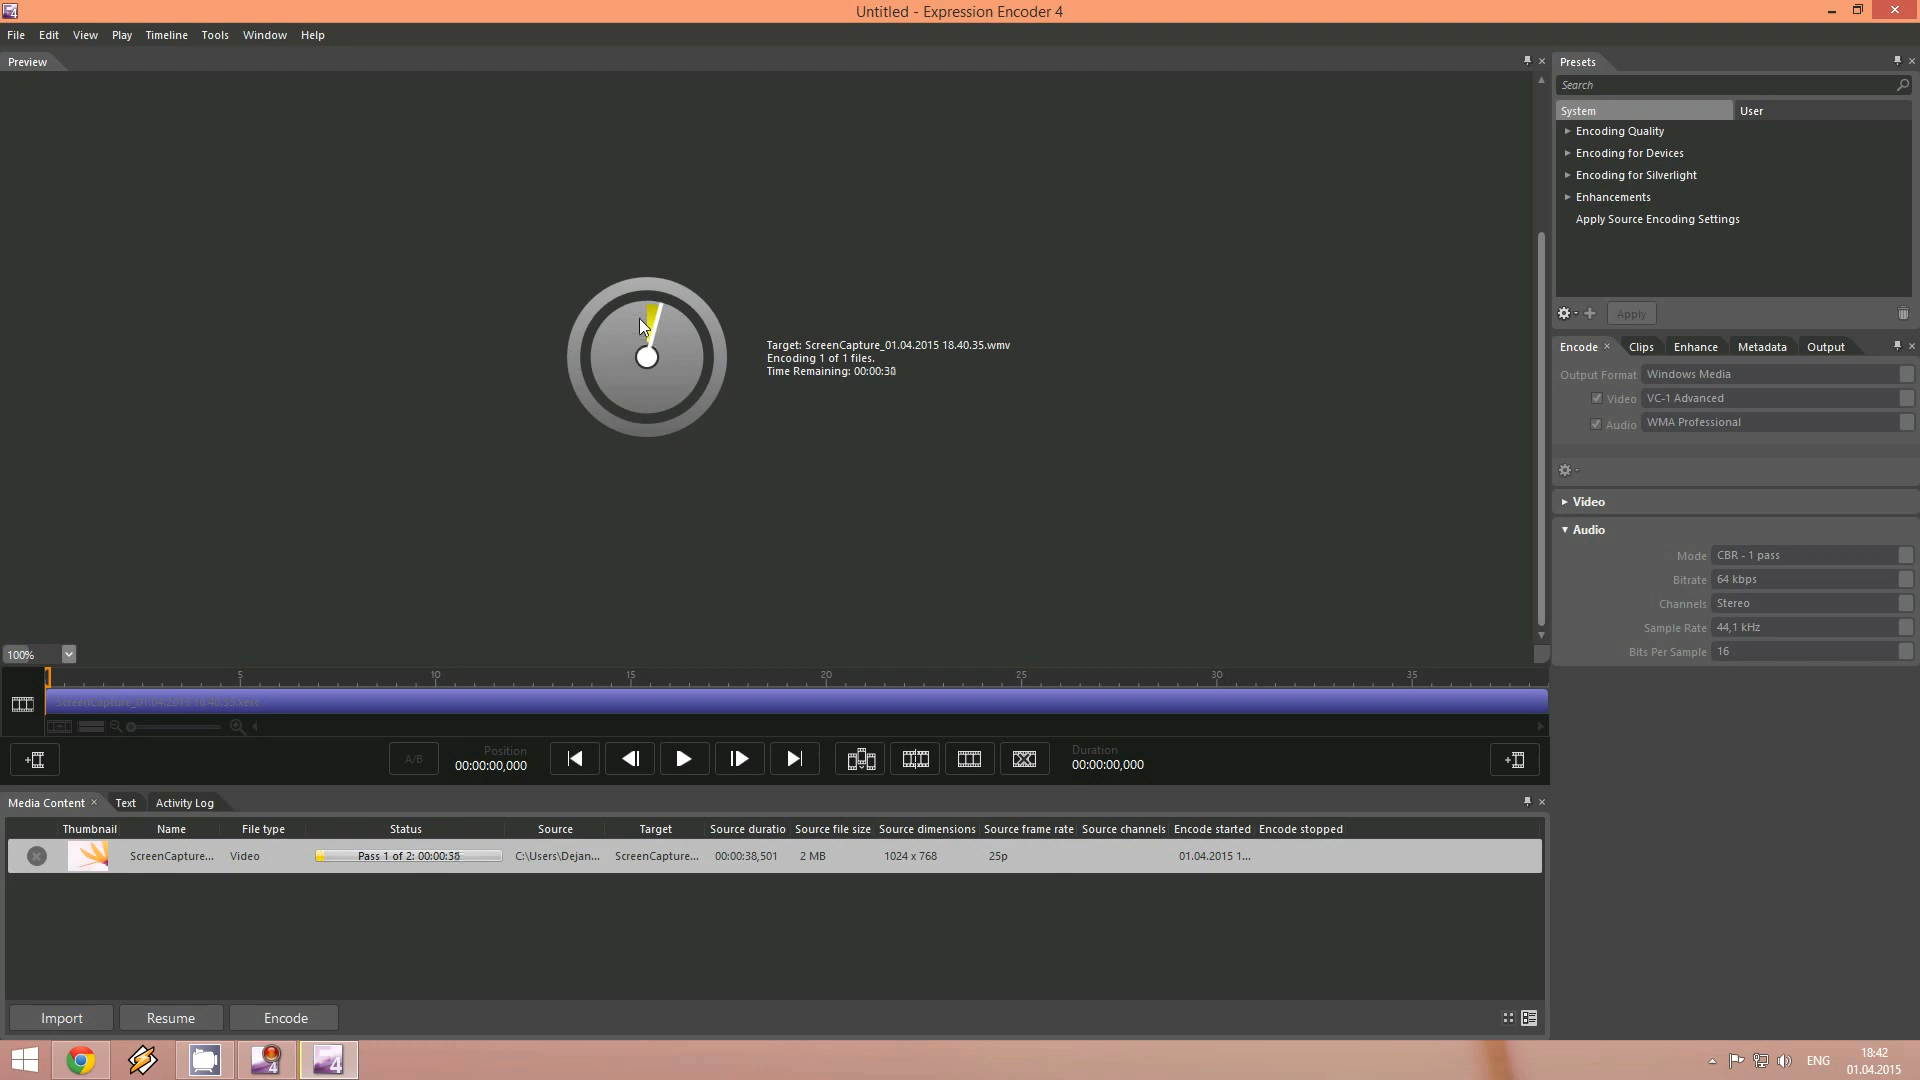 Untitled - Expression Encoder 4
File Edit View Play Timeline Tools Window Help
Preview
Target: ScreenCapture_01.04.2015 18.40.35.wmv
Encoding 1 of 1 files.
Time Remaining:
Presets
Search
System User
Encoding Quality
Encoding for Devices
Encoding for Silverlight
Enhancements
Apply Source Encoding Settings
Apply
Encode Clips Enhance Metadata Output
Output Format Windows Media
Video VC-1 Advanced
Audio WMA Professional
Video
Audio
Mode CBR - 1 pass
Bitrate 64 kbps
Channels Stereo
Sample Rate 44,1 kHz
Bits Per Sample 16
100%
5 10 15 20 25 30 35
ScreenCapture_01.04.2015 18.40.35.xesc
A/B
Position
00:00:00,000
Duration
00:00:00,000
Media Content Text Activity Log
Thumbnail Name File type Status Source Target Source duratio Source file size Source dimensions Source frame rate Source channels Encode started Encode stopped
ScreenCapture... Video Pass 1 of 2: C:\Users\Dejan... ScreenCapture... 00:00:38,501 2 MB 1024 x 768 25p 01.04.2015 1...
Import Resume Encode
4 4
ENG
18:42
01.04.2015